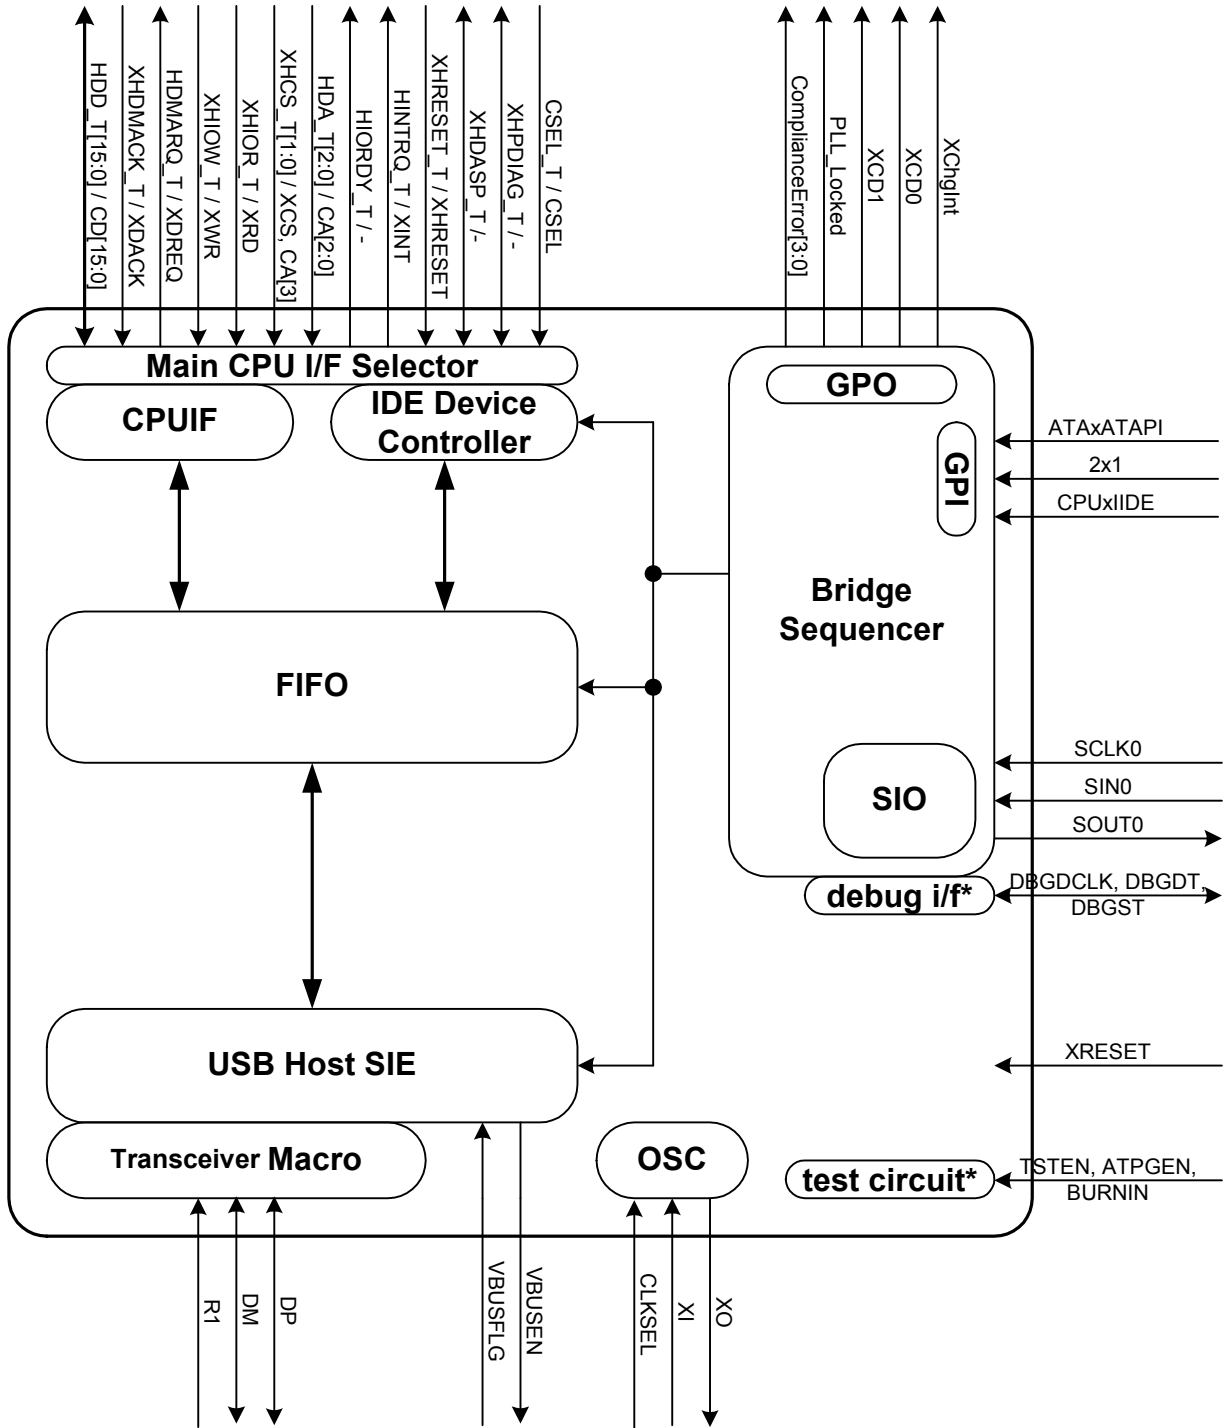 HDD_T[15:0] / CD[15:0]
XHDMACK_T / XDACK
HDMARQ_T / XDREQ
XHIOW_T / XWR
XHIOR_T / XRD
XHCS_T[1:0] / XCS, CA[3]
HDA_T[2:0] / CA[2:0]
HIORDY_T / -
HINTRQ_T / XINT
XHRESET_T / XHRESET
XHDASP_T /-
XHPDIAG_T / -
CSEL_T / CSEL
ComplianceError[3:0]
PLL_Locked
XCD1
XCD0
XChgInt
Main CPU I/F Selector
CPUIF
IDE Device
Controller
GPO
GPI
ATAxATAPI
2x1
CPUxIIDE
Bridge
Sequencer
FIFO
SIO
SCLK0
SIN0
SOUT0
debug i/f*
DBGDCLK, DBGDT,
DBGST
USB Host SIE
XRESET
Transceiver Macro
OSC
test circuit*
TSTEN, ATPGEN,
BURNIN
R1
DM
DP
VBUSFLG
VBUSEN
CLKSEL
XI
XO